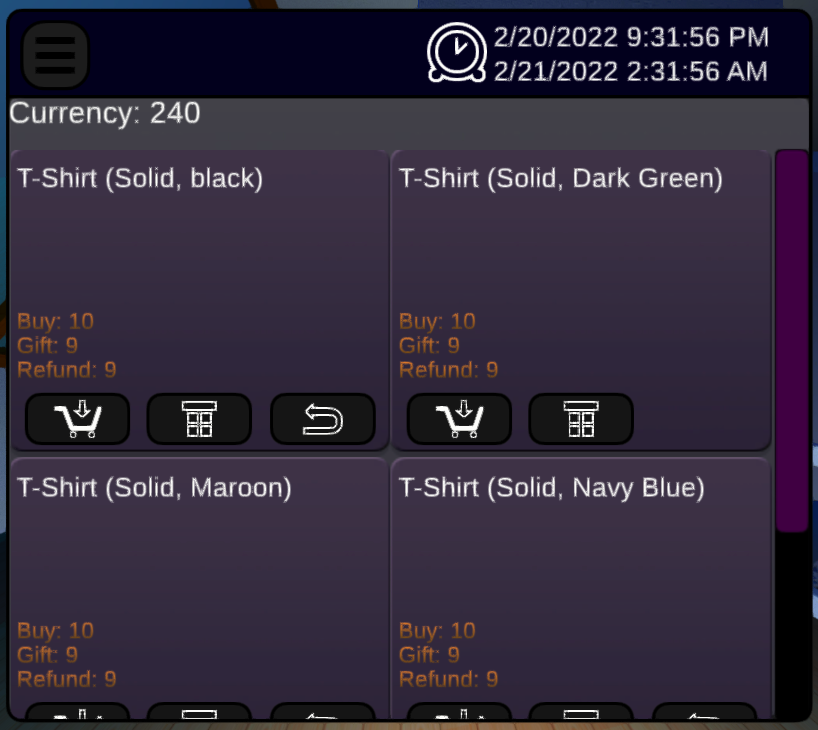 2/20/2022 9:31:56 PM
2/21/2022 2:31:56 AM
Currency: 240
T-Shirt (Solid, black)
Buy: 10
Gift: 9
Refund: 9
T-Shirt (Solid, Dark Green)
Buy: 10
Gift: 9
Refund: 9
T-Shirt (Solid, Maroon)
Buy: 10
Gift: 9
Refund: 9
T-Shirt (Solid, Navy Blue)
Buy: 10
Gift: 9
Refund: 9